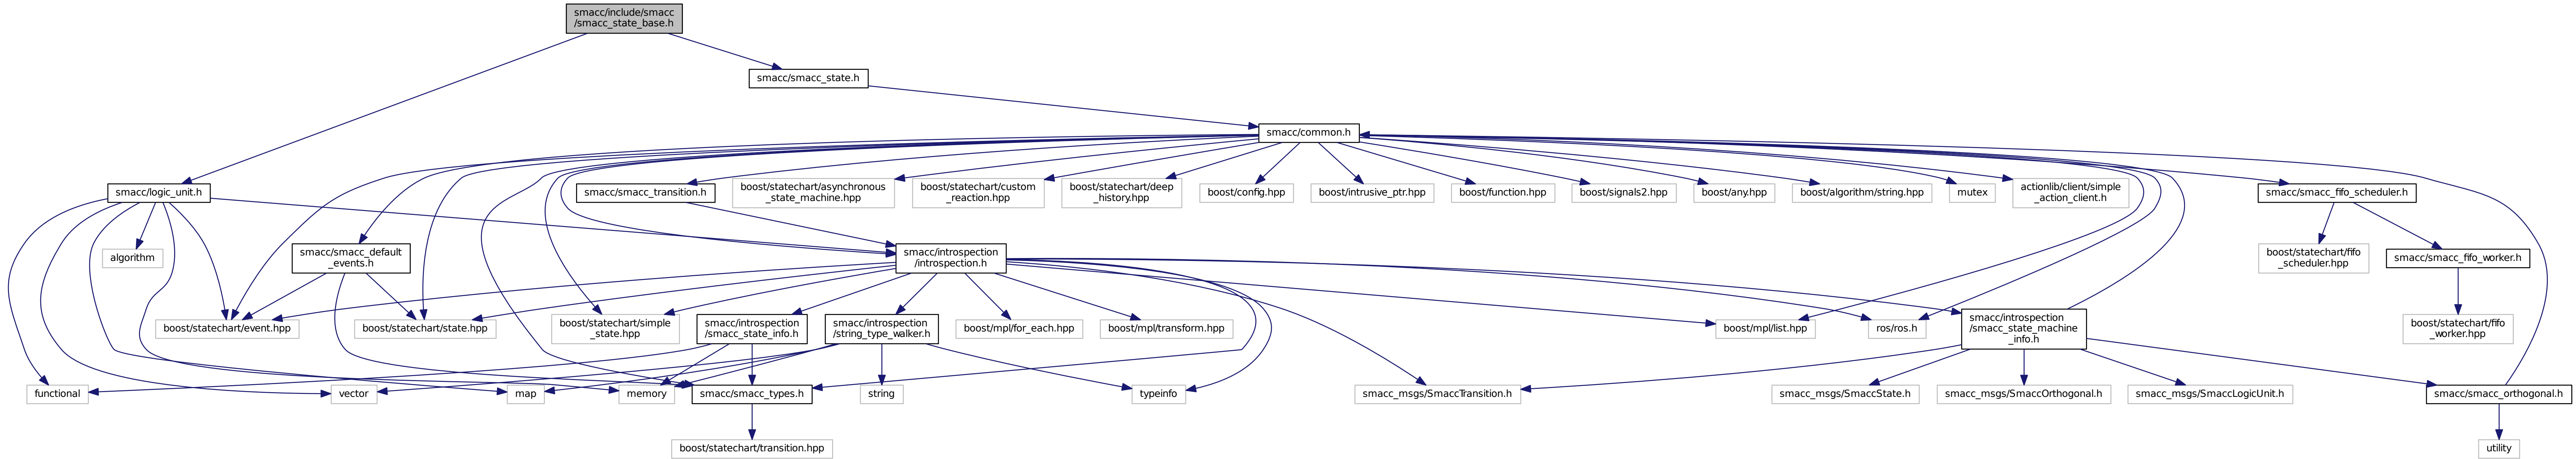 smacc/include/smacc
/smacc_state_base.h
smacc/smacc_state.h
smacc/common.h
smacc/logic_unit.h
smacc/smacc_transition.h
boost/statechart/asynchronous
_state_machine.hpp
boost/statechart/custom
_reaction.hpp
boost/statechart/deep
_history.hpp
boost/config.hpp
boost/intrusive_ptr.hpp
boost/function.hpp
boost/signals2.hpp
boost/any.hpp
boost/algorithm/string.hpp
mutex
actionlib/client/simple
_action_client.h
smacc/smacc_fifo_scheduler.h
algorithm
smacc/smacc_default
_events.h
smacc/introspection
/introspection.h
boost/statechart/fifo
_scheduler.hpp
smacc/smacc_fifo_worker.h
boost/statechart/event.hpp
boost/statechart/state.hpp
boost/statechart/simple
_state.hpp
smacc/introspection
/smacc_state_info.h
smacc/introspection
/string_type_walker.h
boost/mpl/for_each.hpp
boost/mpl/transform.hpp
boost/mpl/list.hpp
ros/ros.h
smacc/introspection
/smacc_state_machine
_info.h
boost/statechart/fifo
_worker.hpp
functional
vector
map
memory
smacc/smacc_types.h
string
typeinfo
smacc_msgs/SmaccTransition.h
smacc_msgs/SmaccState.h
smacc_msgs/SmaccOrthogonal.h
smacc_msgs/SmaccLogicUnit.h
smacc/smacc_orthogonal.h
boost/statechart/transition.hpp
utility